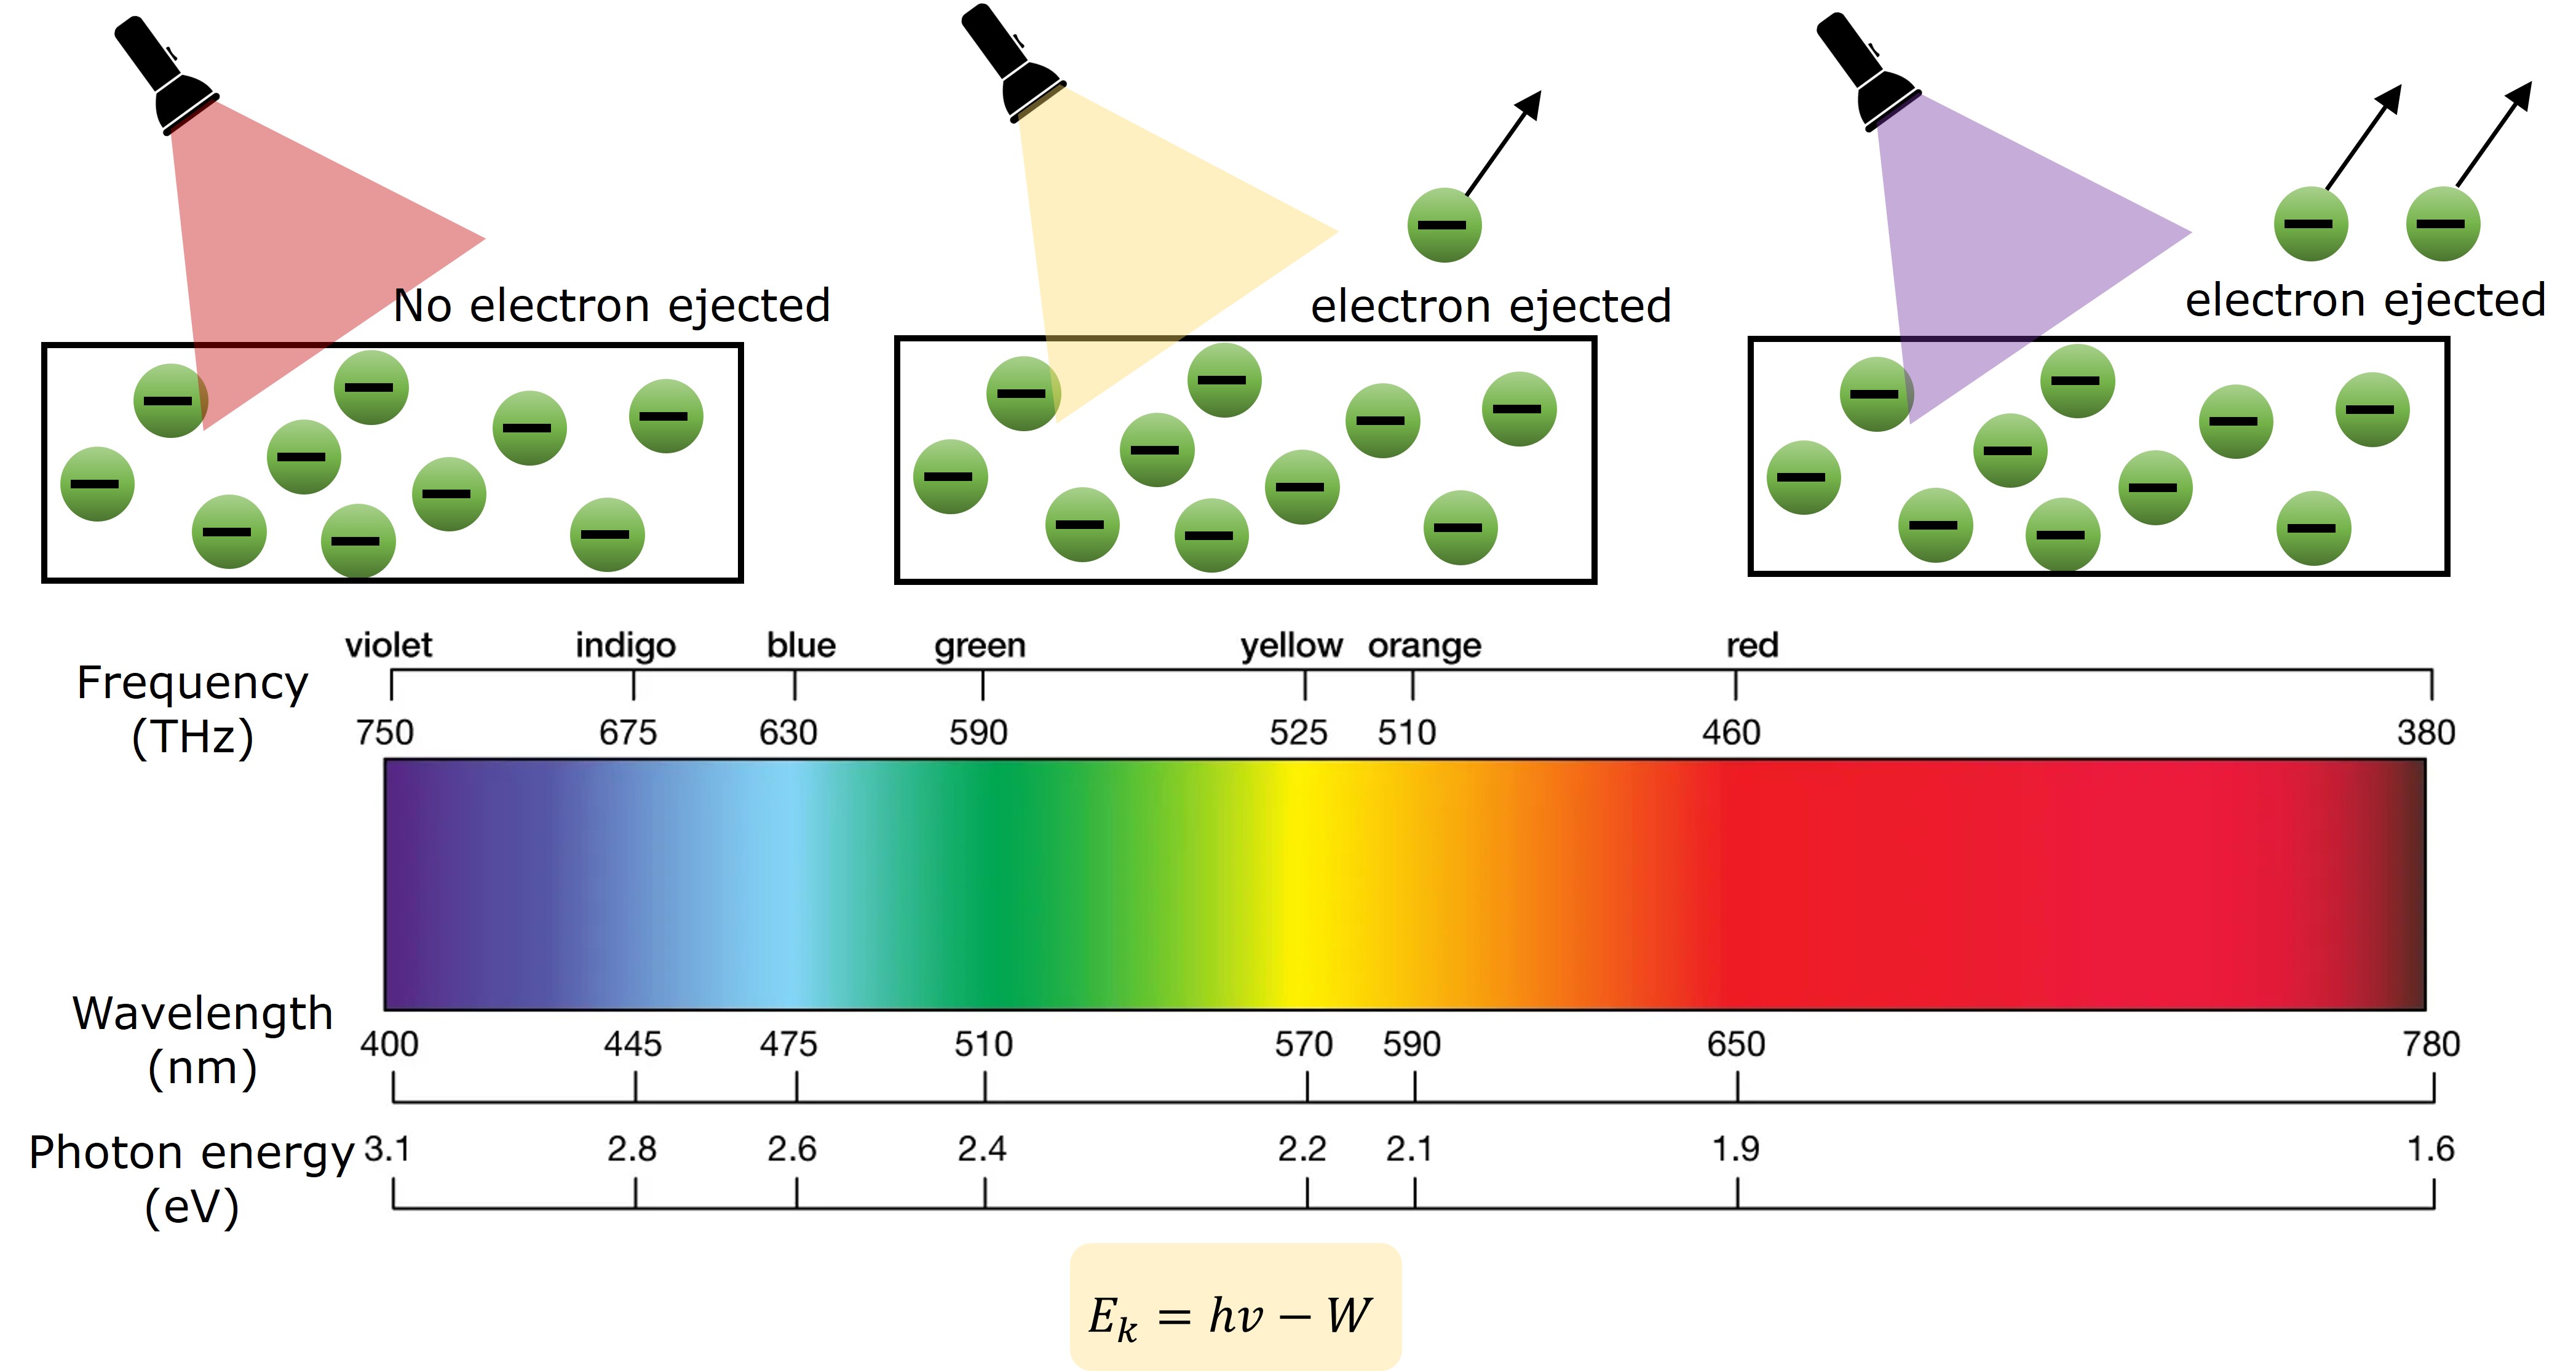 No electron ejected
electron ejected
electron ejected
violet indigo blue green yellow orange red
Frequency
(THz)
750 675 630 590 525 510 460 380
Wavelength
(nm)
400 445 475 510 570 590 650 780
Photon energy
(eV)
3.1 2.8 2.6 2.4 2.2 2.1 1.9 1.6
E_k = hν − W